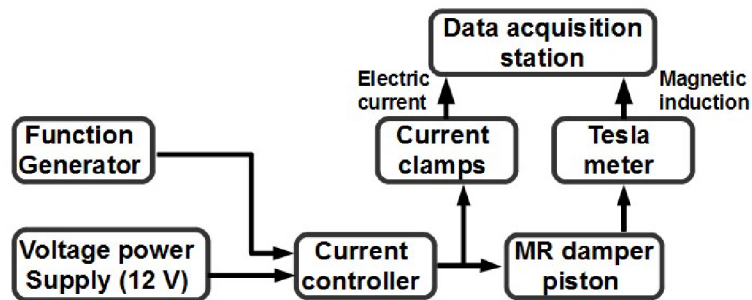 Data acquisition
station
Electric
current
Magnetic
induction
Function
Generator
Current
clamps
Tesla
meter
Voltage power
Supply (12 V)
Current
controller
MR damper
piston